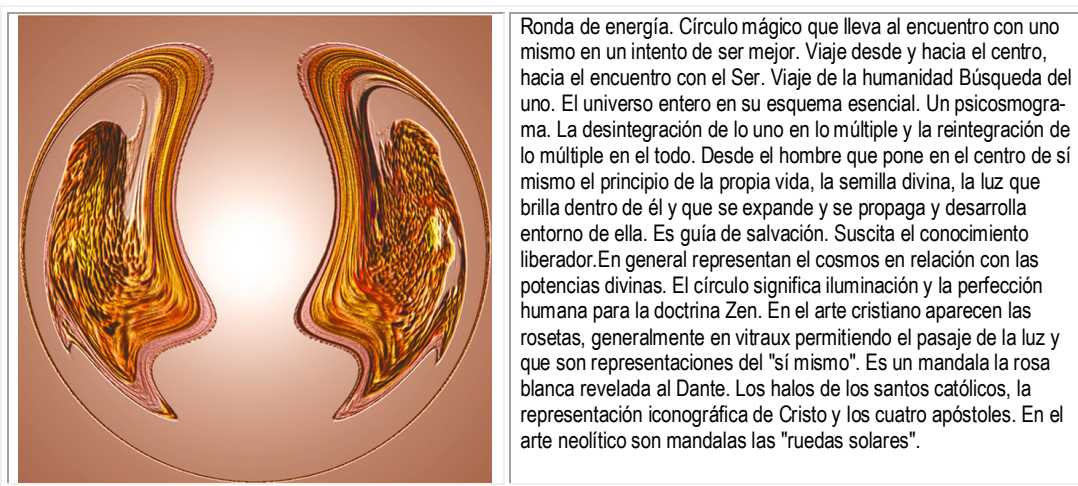 Ronda de energía. Círculo mágico que lleva al encuentro con uno
mismo en un intento de ser mejor. Viaje desde y hacia el centro,
hacia el encuentro con el Ser. Viaje de la humanidad Búsqueda del
uno. El universo entero en su esquema esencial. Un psicosmogra-
ma. La desintegración de lo uno en lo múltiple y la reintegración de
lo múltiple en el todo. Desde el hombre que pone en el centro de sí
mismo el principio de la propia vida, la semilla divina, la luz que
brilla dentro de él y que se expande y se propaga y desarrolla
entorno de ella. Es guía de salvación. Suscita el conocimiento
liberador.En general representan el cosmos en relación con las
potencias divinas. El círculo significa iluminación y la perfección
humana para la doctrina Zen. En el arte cristiano aparecen las
rosetas, generalmente en vitraux permitiendo el pasaje de la luz y
que son representaciones del "sí mismo". Es un mandala la rosa
blanca revelada al Dante. Los halos de los santos católicos, la
representación iconográfica de Cristo y los cuatro apóstoles. En el
arte neolítico son mandalas las "ruedas solares".